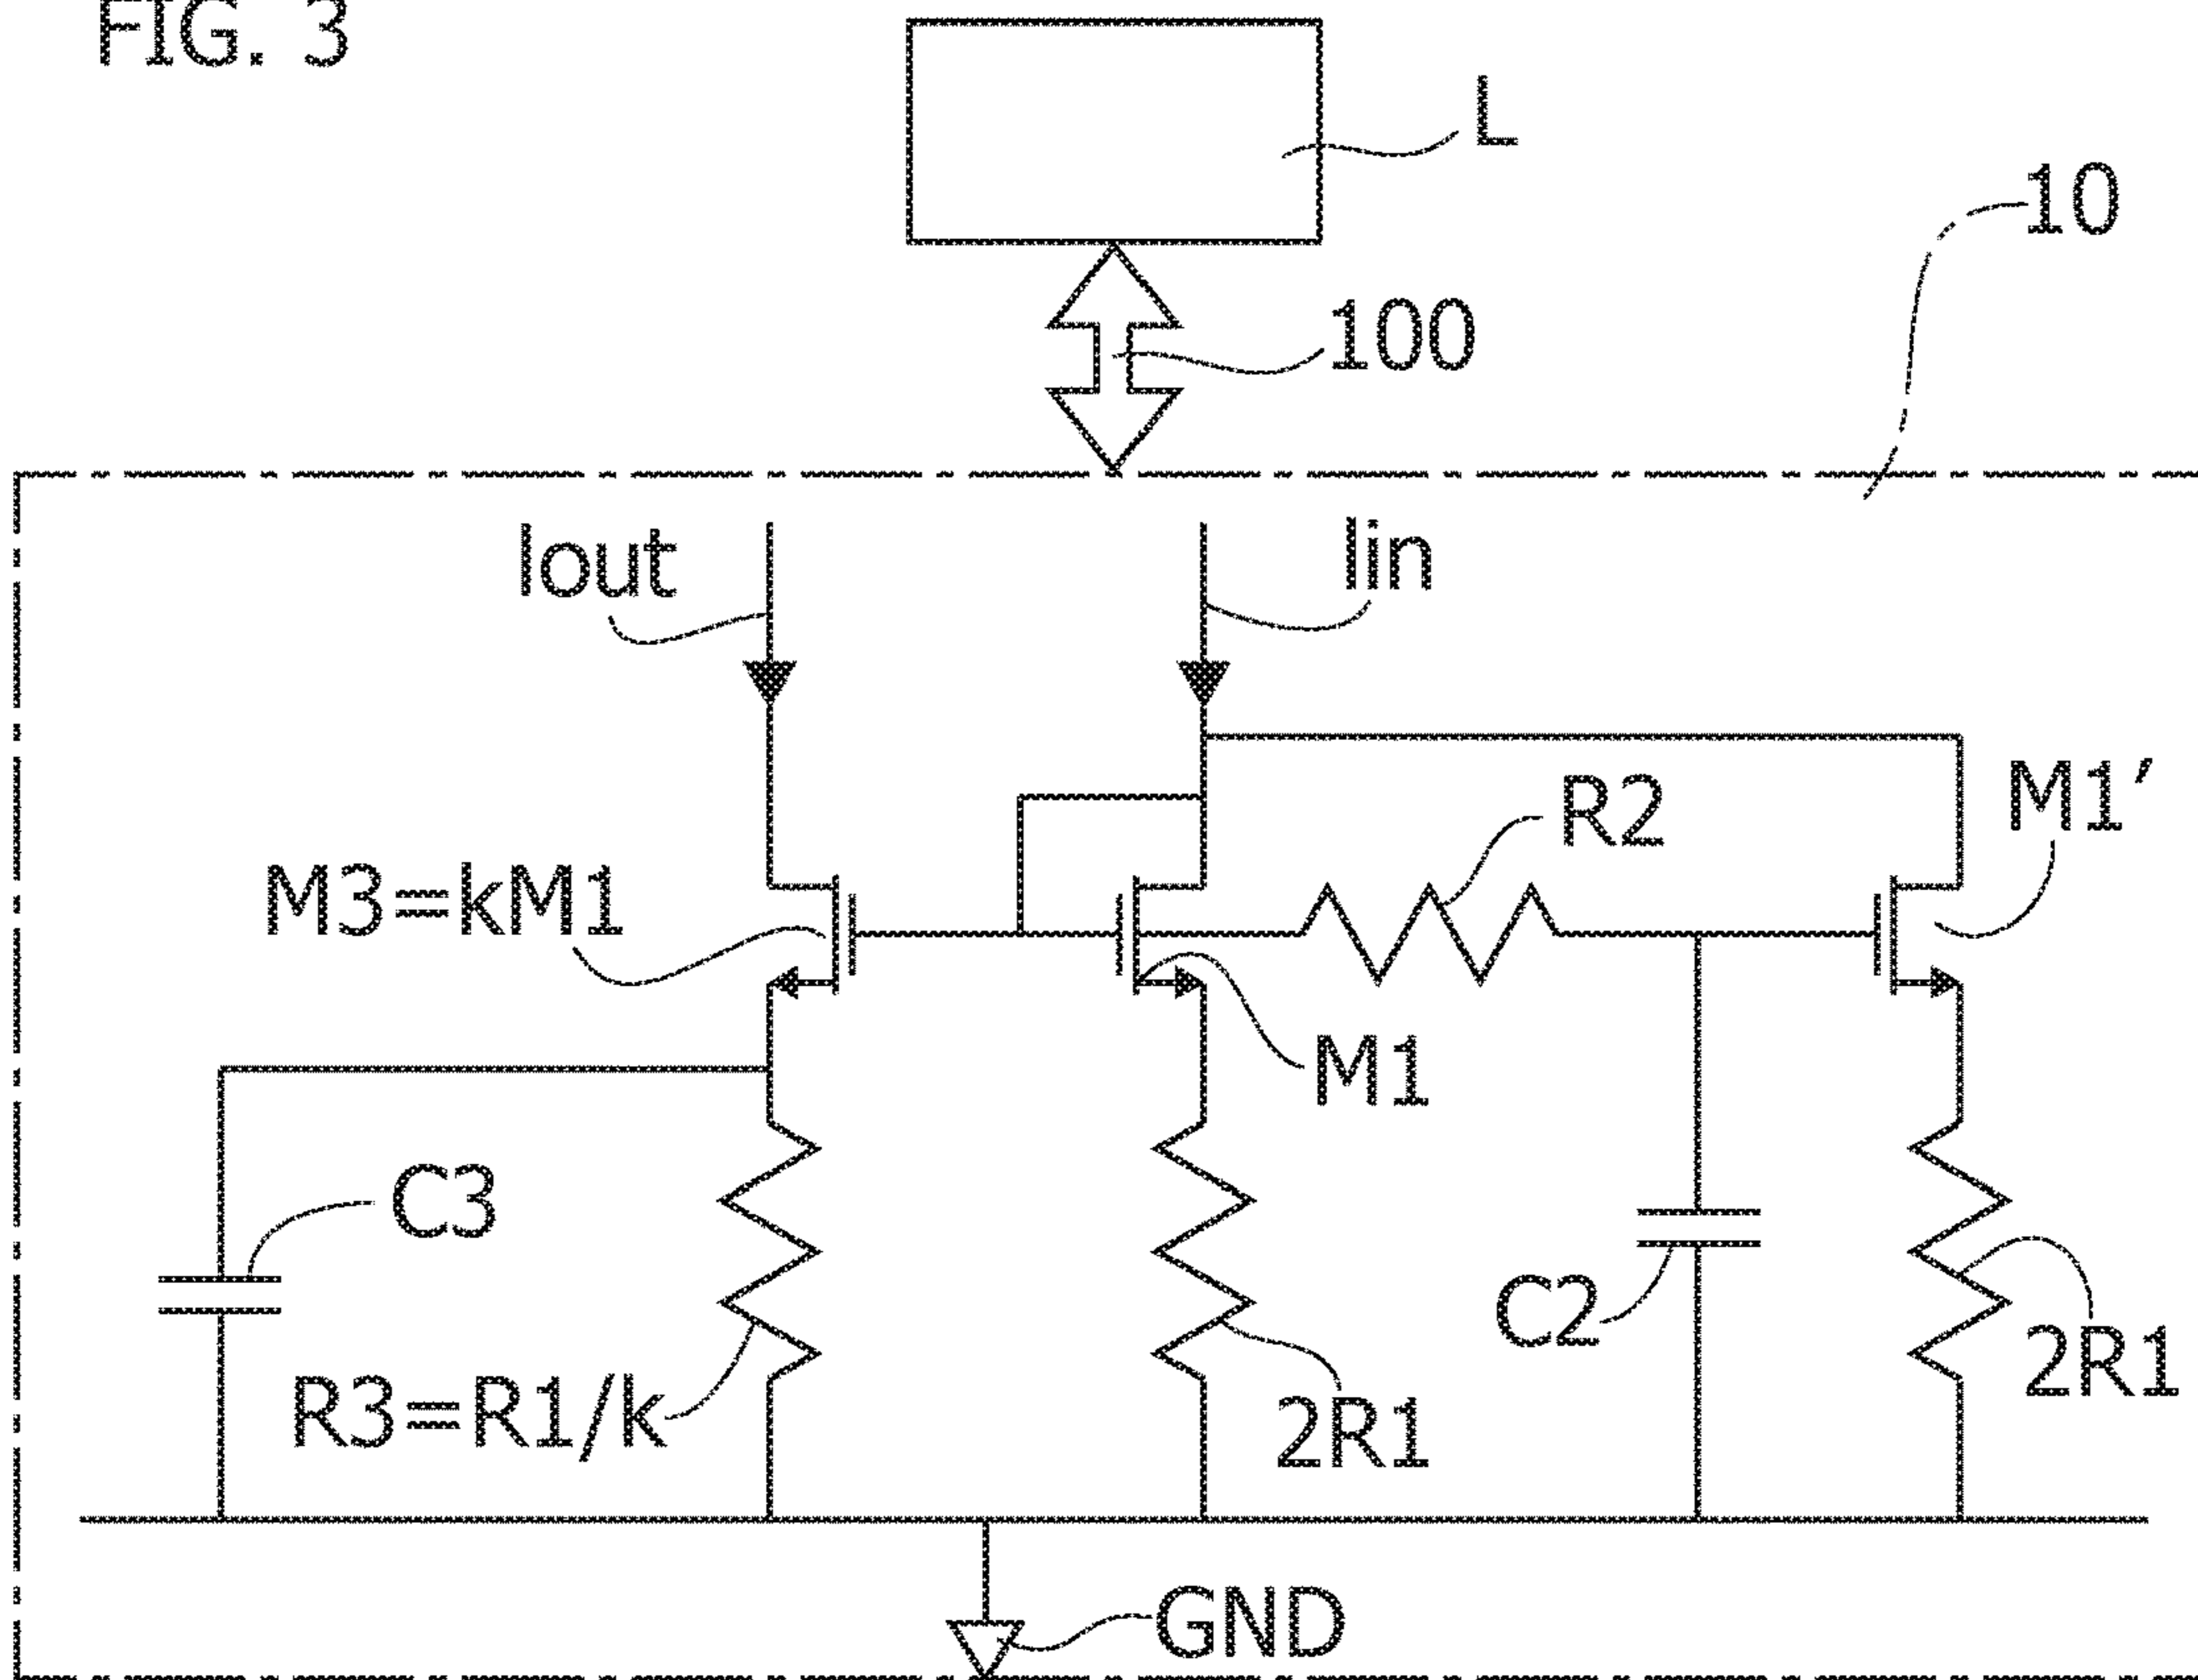 FIG. 3
L
10
100
Iout
Iin
M1’
R2
M3=kM1
M1
C3
C2
R3=R1/k
2R1
2R1
GND